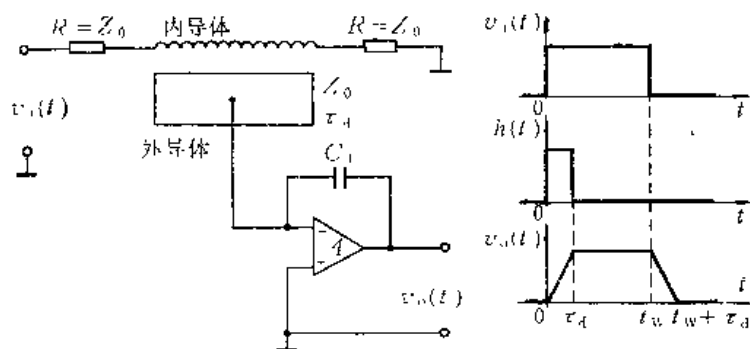 R = Z₀
内导体
R = Z₀
Z₀
τd
外导体
v₁(t)
C₁
−
A
+
v₀(t)
v₁(t)
0
t
h(t)
0
t
v₀(t)
t
0
τd
tw
tw + τd